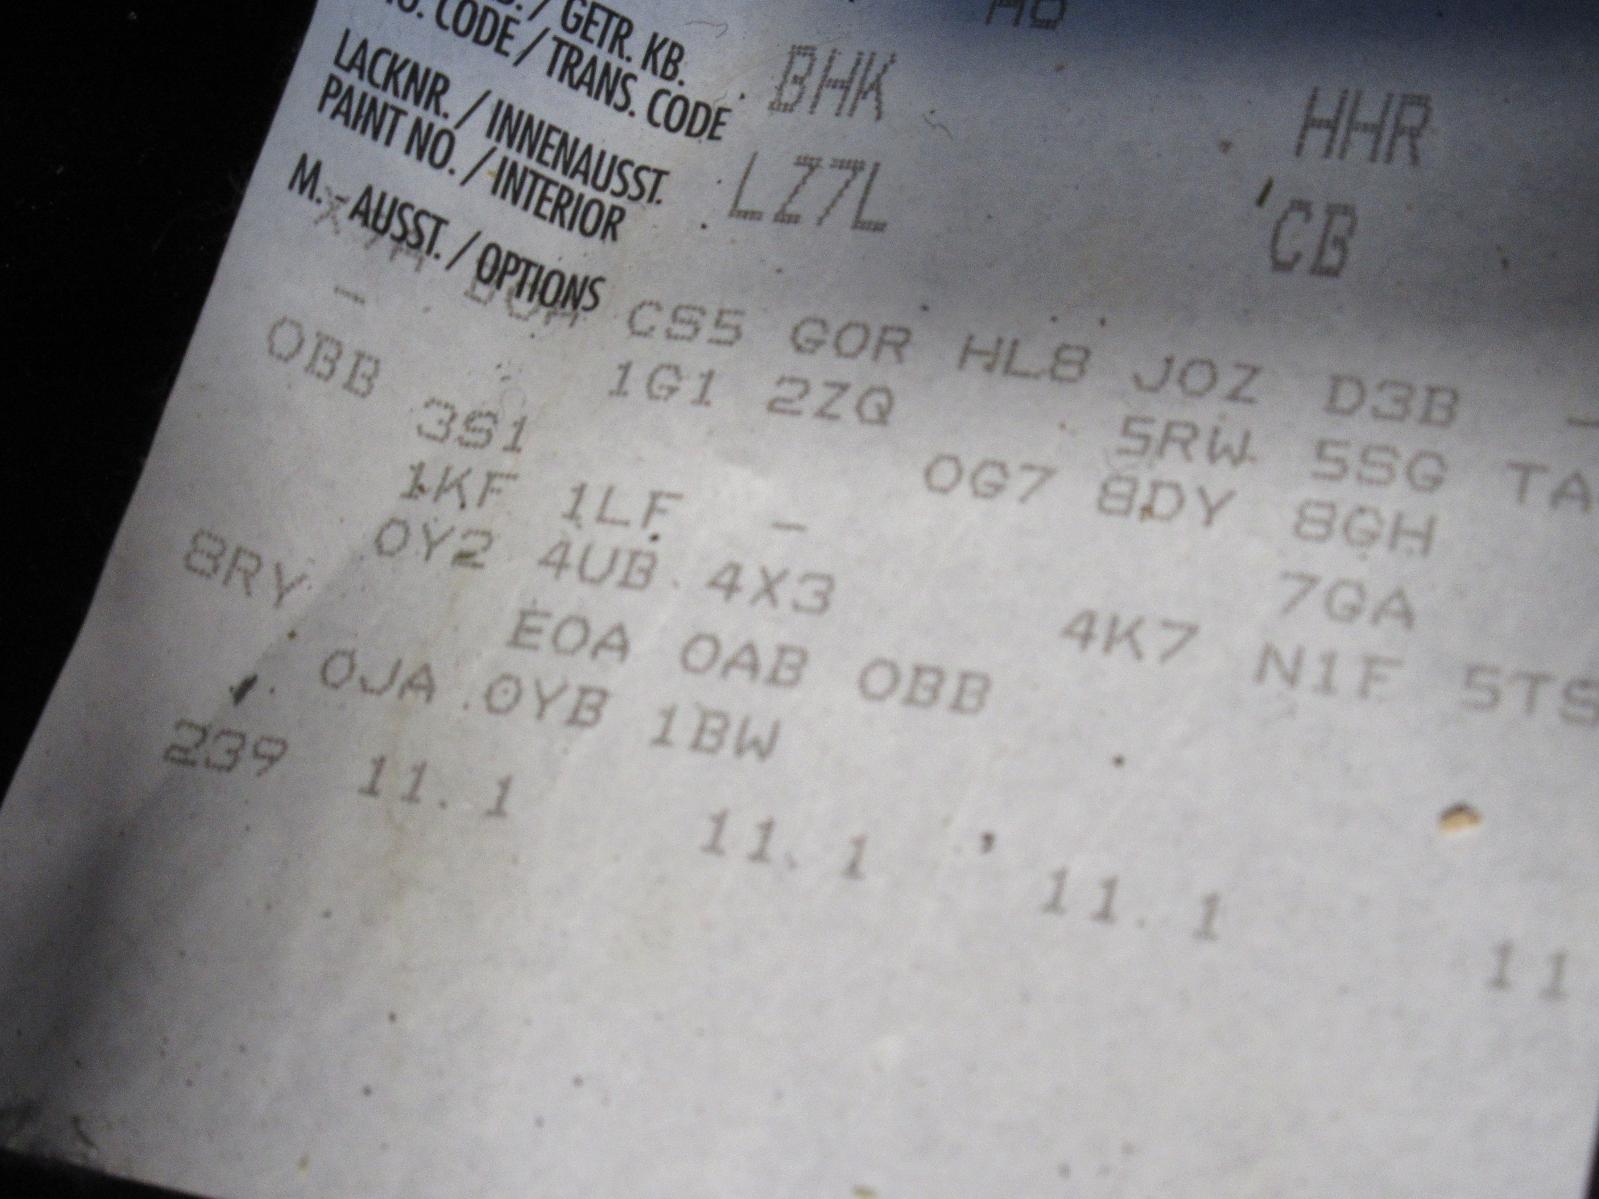 GETR. KB. BHK HHR
CODE / TRANS. CODE
LACKNR. / INNENAUSST. LZ7L CB
PAINT NO. / INTERIOR
M. - AUSST. / OPTIONS
CS5 G0R HL8 J0Z D3B -
- 1G1 2ZQ 5RW 5SG
0BB 3S1 0G7 8DY 8GH
1KF 1LF - 7GA
0Y2 4UB 4X3 4K7 N1F
8RY E0A 0AB 0BB
0JA 0YB 1BW
239 11. 1 11. 1 11. 1 11